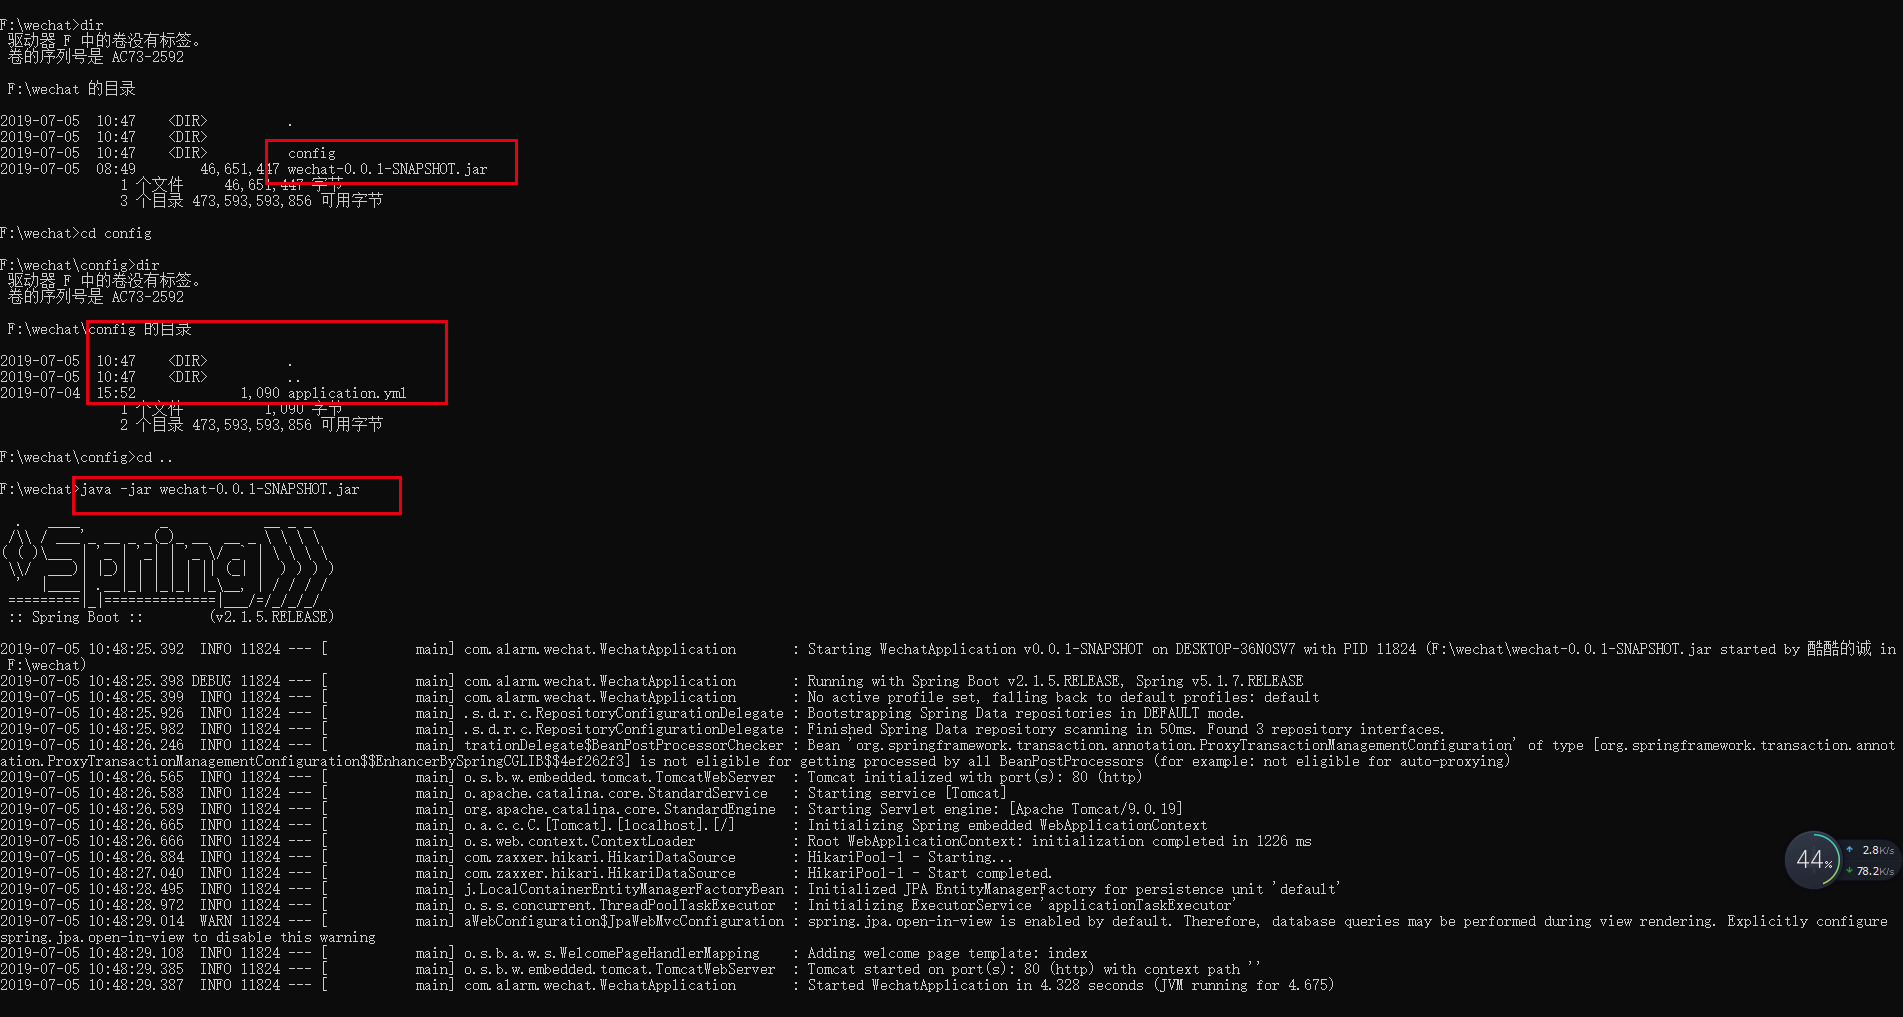 F:\wechat>dir
 驱动器 F 中的卷没有标签。
 卷的序列号是 AC73-2592
 F:\wechat 的目录
2019-07-05  10:47    <DIR>          .
2019-07-05  10:47    <DIR>
2019-07-05  10:47    <DIR>          config
2019-07-05  08:49        46,651,447 wechat-0.0.1-SNAPSHOT.jar
               1 个文件     46,651,447 字节
               3 个目录 473,593,593,856 可用字节
F:\wechat>cd config
F:\wechat\config>dir
 驱动器 F 中的卷没有标签。
 卷的序列号是 AC73-2592
 F:\wechat\config 的目录
2019-07-05  10:47    <DIR>          .
2019-07-05  10:47    <DIR>          ..
2019-07-04  15:52             1,090 application.yml
               1 个文件          1,090 字节
               2 个目录 473,593,593,856 可用字节
F:\wechat\config>cd ..
F:\wechat>java -jar wechat-0.0.1-SNAPSHOT.jar
Spring
 :: Spring Boot ::        (v2.1.5.RELEASE)
2019-07-05 10:48:25.392  INFO 11824 --- [           main] com.alarm.wechat.WechatApplication       : Starting WechatApplication v0.0.1-SNAPSHOT on DESKTOP-36N0SV7 with PID 11824 (F:\wechat\wechat-0.0.1-SNAPSHOT.jar started by 酷酷的诚 in
 F:\wechat)
2019-07-05 10:48:25.398 DEBUG 11824 --- [           main] com.alarm.wechat.WechatApplication       : Running with Spring Boot v2.1.5.RELEASE, Spring v5.1.7.RELEASE
2019-07-05 10:48:25.399  INFO 11824 --- [           main] com.alarm.wechat.WechatApplication       : No active profile set, falling back to default profiles: default
2019-07-05 10:48:25.926  INFO 11824 --- [           main] .s.d.r.c.RepositoryConfigurationDelegate : Bootstrapping Spring Data repositories in DEFAULT mode.
2019-07-05 10:48:25.982  INFO 11824 --- [           main] .s.d.r.c.RepositoryConfigurationDelegate : Finished Spring Data repository scanning in 50ms. Found 3 repository interfaces.
2019-07-05 10:48:26.246  INFO 11824 --- [           main] trationDelegate$BeanPostProcessorChecker : Bean 'org.springframework.transaction.annotation.ProxyTransactionManagementConfiguration' of type [org.springframework.transaction.annot
ation.ProxyTransactionManagementConfiguration$$EnhancerBySpringCGLIB$$4ef262f3] is not eligible for getting processed by all BeanPostProcessors (for example: not eligible for auto-proxying)
2019-07-05 10:48:26.565  INFO 11824 --- [           main] o.s.b.w.embedded.tomcat.TomcatWebServer  : Tomcat initialized with port(s): 80 (http)
2019-07-05 10:48:26.588  INFO 11824 --- [           main] o.apache.catalina.core.StandardService   : Starting service [Tomcat]
2019-07-05 10:48:26.589  INFO 11824 --- [           main] org.apache.catalina.core.StandardEngine  : Starting Servlet engine: [Apache Tomcat/9.0.19]
2019-07-05 10:48:26.665  INFO 11824 --- [           main] o.a.c.c.C.[Tomcat].[localhost].[/]       : Initializing Spring embedded WebApplicationContext
2019-07-05 10:48:26.666  INFO 11824 --- [           main] o.s.web.context.ContextLoader            : Root WebApplicationContext: initialization completed in 1226 ms
2019-07-05 10:48:26.884  INFO 11824 --- [           main] com.zaxxer.hikari.HikariDataSource       : HikariPool-1 - Starting...
2019-07-05 10:48:27.040  INFO 11824 --- [           main] com.zaxxer.hikari.HikariDataSource       : HikariPool-1 - Start completed.
2019-07-05 10:48:28.495  INFO 11824 --- [           main] j.LocalContainerEntityManagerFactoryBean : Initialized JPA EntityManagerFactory for persistence unit 'default'
2019-07-05 10:48:28.972  INFO 11824 --- [           main] o.s.s.concurrent.ThreadPoolTaskExecutor  : Initializing ExecutorService 'applicationTaskExecutor'
2019-07-05 10:48:29.014  WARN 11824 --- [           main] aWebConfiguration$JpaWebMvcConfiguration : spring.jpa.open-in-view is enabled by default. Therefore, database queries may be performed during view rendering. Explicitly configure
spring.jpa.open-in-view to disable this warning
2019-07-05 10:48:29.108  INFO 11824 --- [           main] o.s.b.a.w.s.WelcomePageHandlerMapping    : Adding welcome page template: index
2019-07-05 10:48:29.385  INFO 11824 --- [           main] o.s.b.w.embedded.tomcat.TomcatWebServer  : Tomcat started on port(s): 80 (http) with context path ''
2019-07-05 10:48:29.387  INFO 11824 --- [           main] com.alarm.wechat.WechatApplication       : Started WechatApplication in 4.328 seconds (JVM running for 4.675)
44%
↑ 2.8K/s
↓ 78.2K/s